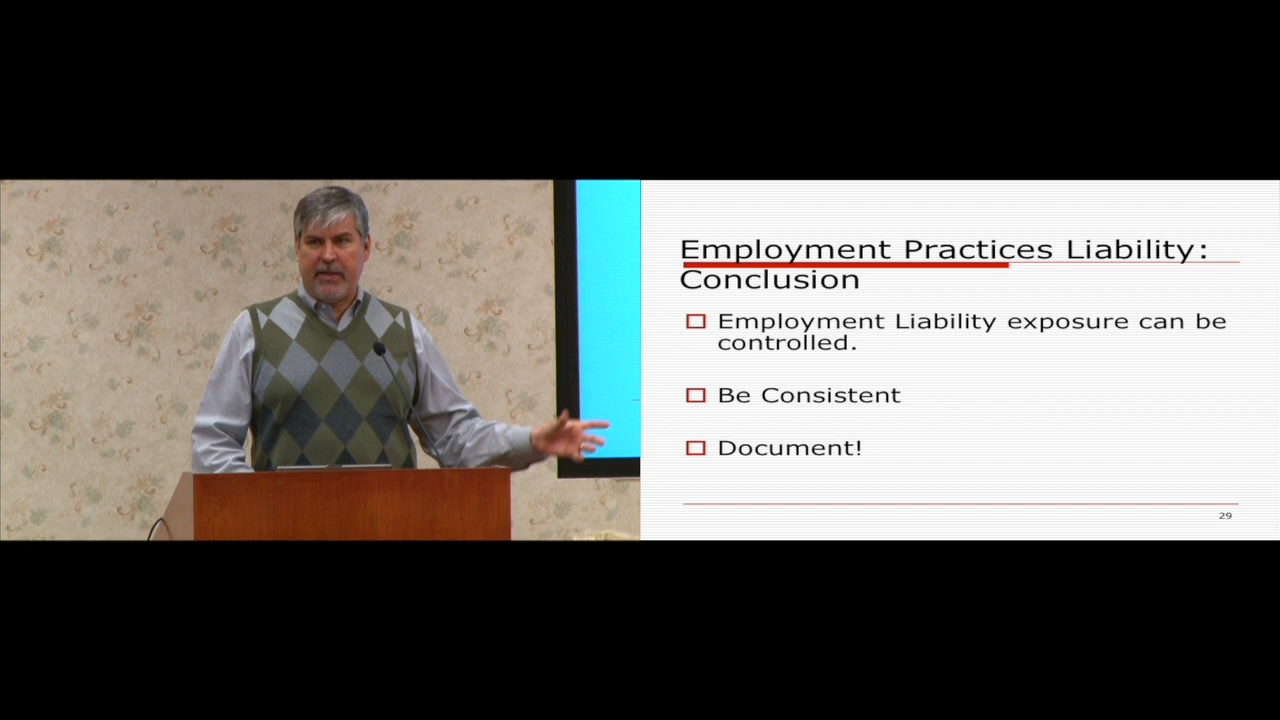 Employment Practices Liability:
Conclusion
Employment Liability exposure can be
controlled.
Be Consistent
Document!
29